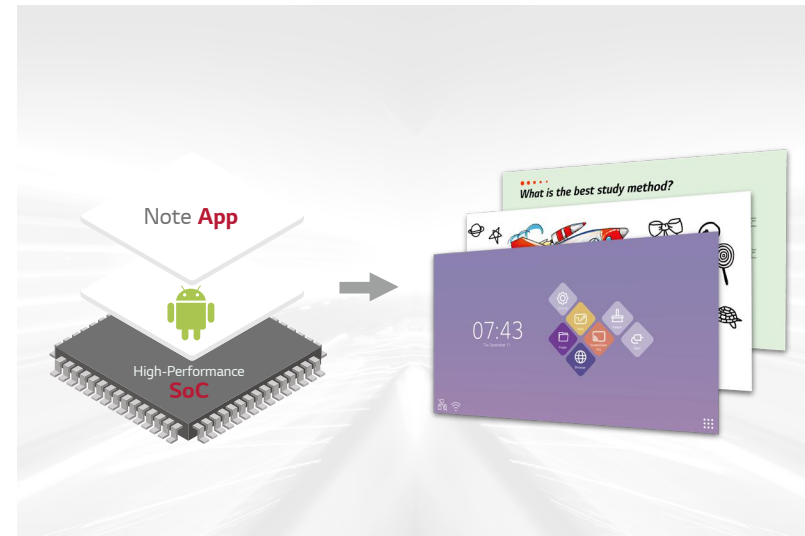 Note App
High-Performance
SoC
What is the best study method?
07:43